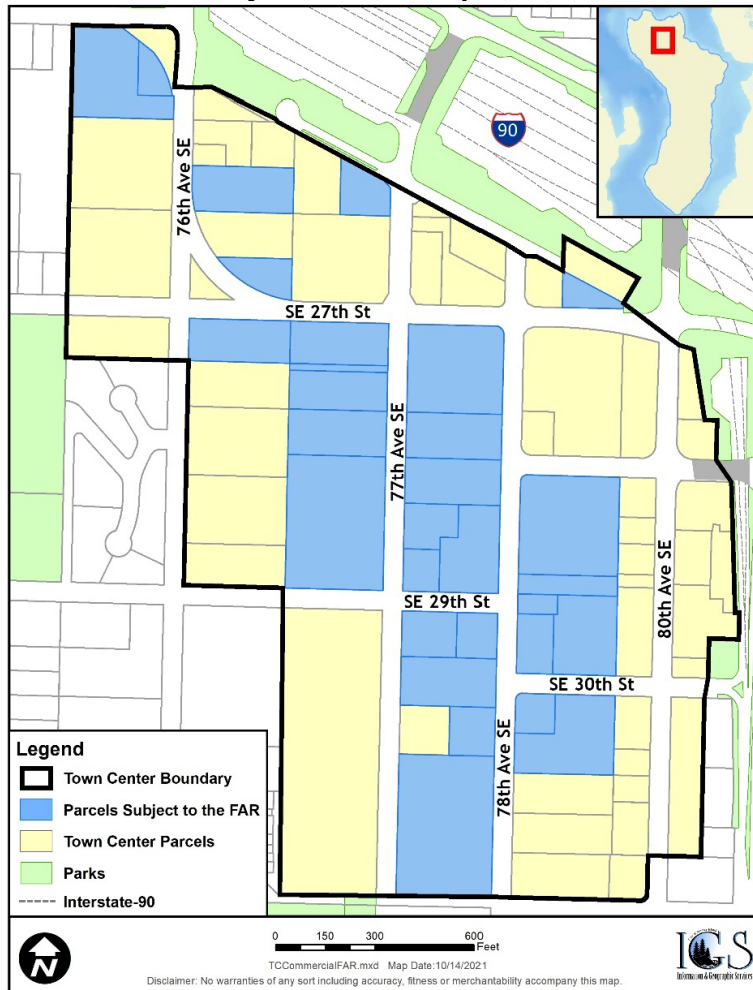 90
76th Ave SE
SE 27th St
77th Ave SE
SE 29th St
80th Ave SE
SE 30th St
78th Ave SE
Legend
Town Center Boundary
Parcels Subject to the FAR
Town Center Parcels
Parks
Interstate-90
N
0 150 300 600
Feet
TCCommercialFAR.mxd Map Date:10/14/2021
Disclaimer: No warranties of any sort including accuracy, fitness or merchantability accompany this map.
IGS
Information & Geographic Services